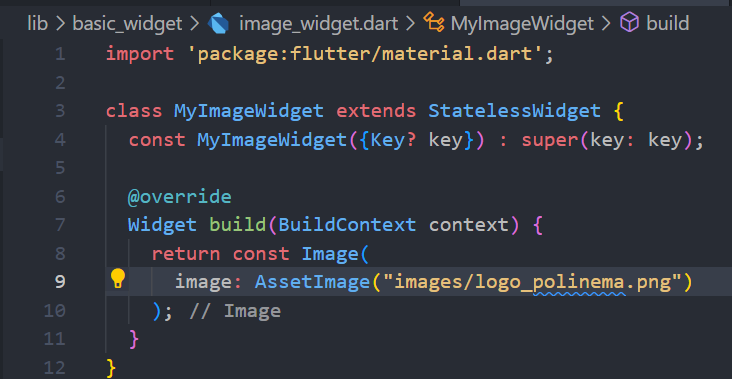 lib > basic_widget > image_widget.dart > MyImageWidget > build
1 import 'package:flutter/material.dart';
2
3 class MyImageWidget extends StatelessWidget {
4 const MyImageWidget({Key? key}) : super(key: key);
5
6 @override
7 Widget build(BuildContext context) {
8 return const Image(
9 image: AssetImage("images/logo_polinema.png")
10 ); // Image
11 }
12 }